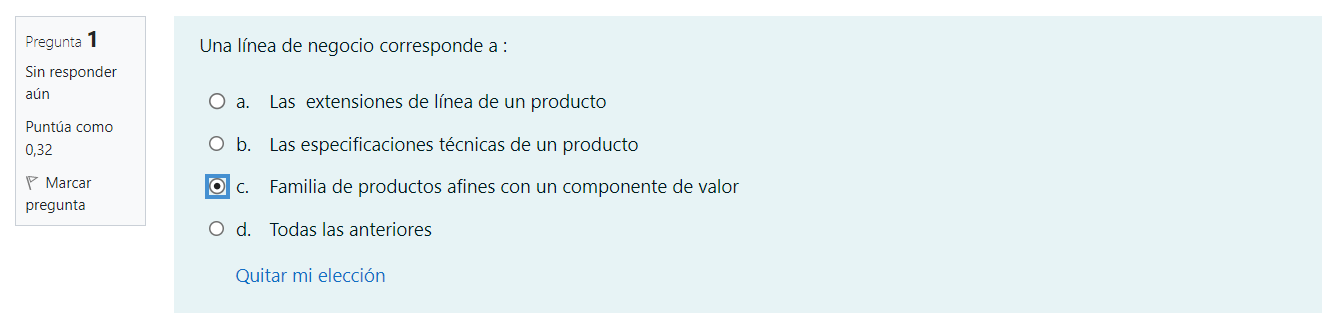 Pregunta 1
Sin responder
aún
Puntúa como
0,32
Marcar
pregunta
Una línea de negocio corresponde a :
a. Las extensiones de línea de un producto
b. Las especificaciones técnicas de un producto
c. Familia de productos afines con un componente de valor
d. Todas las anteriores
Quitar mi elección